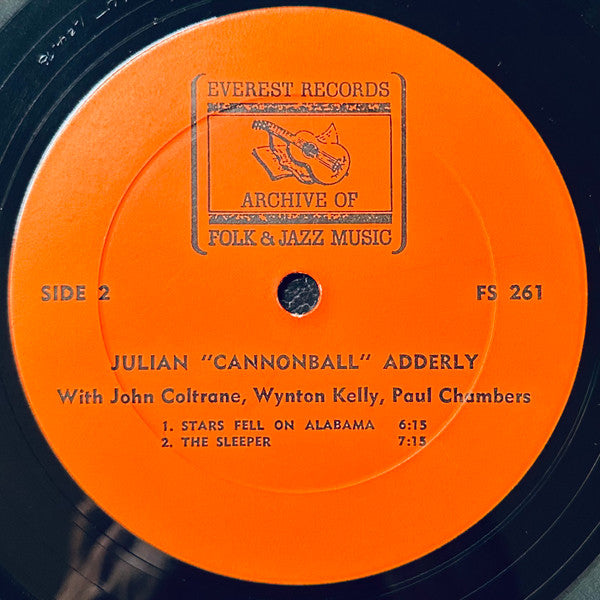 EVEREST RECORDS
ARCHIVE OF
FOLK & JAZZ MUSIC
SIDE 2
FS 261
JULIAN "CANNONBALL" ADDERLY
With John Coltrane, Wynton Kelly, Paul Chambers
1. STARS FELL ON ALABAMA 6:15
2. THE SLEEPER 7:15